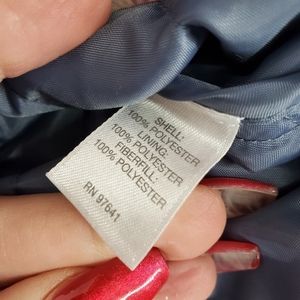 SHELL:
100% POLYESTER
LINING:
100% POLYESTER
FIBERFILL:
100% POLYESTER
RN 97641